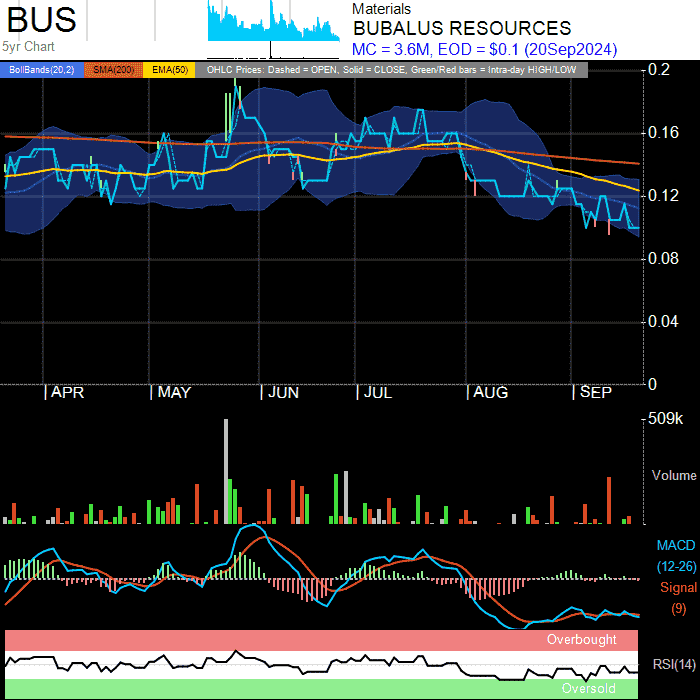 BUS
5yr Chart
Materials
BUBALUS RESOURCES
MC = 3.6M, EOD = $0.1 (20Sep2024)
BollBands(20,2) SMA(200) EMA(50) OHLC Prices: Dashed = OPEN, Solid = CLOSE, Green/Red bars = Intra-day HIGH/LOW
0.2
0.16
0.12
0.08
0.04
0
APR MAY JUN JUL AUG SEP
509k
Volume
MACD
(12-26)
Signal
(9)
Overbought
RSI(14)
Oversold